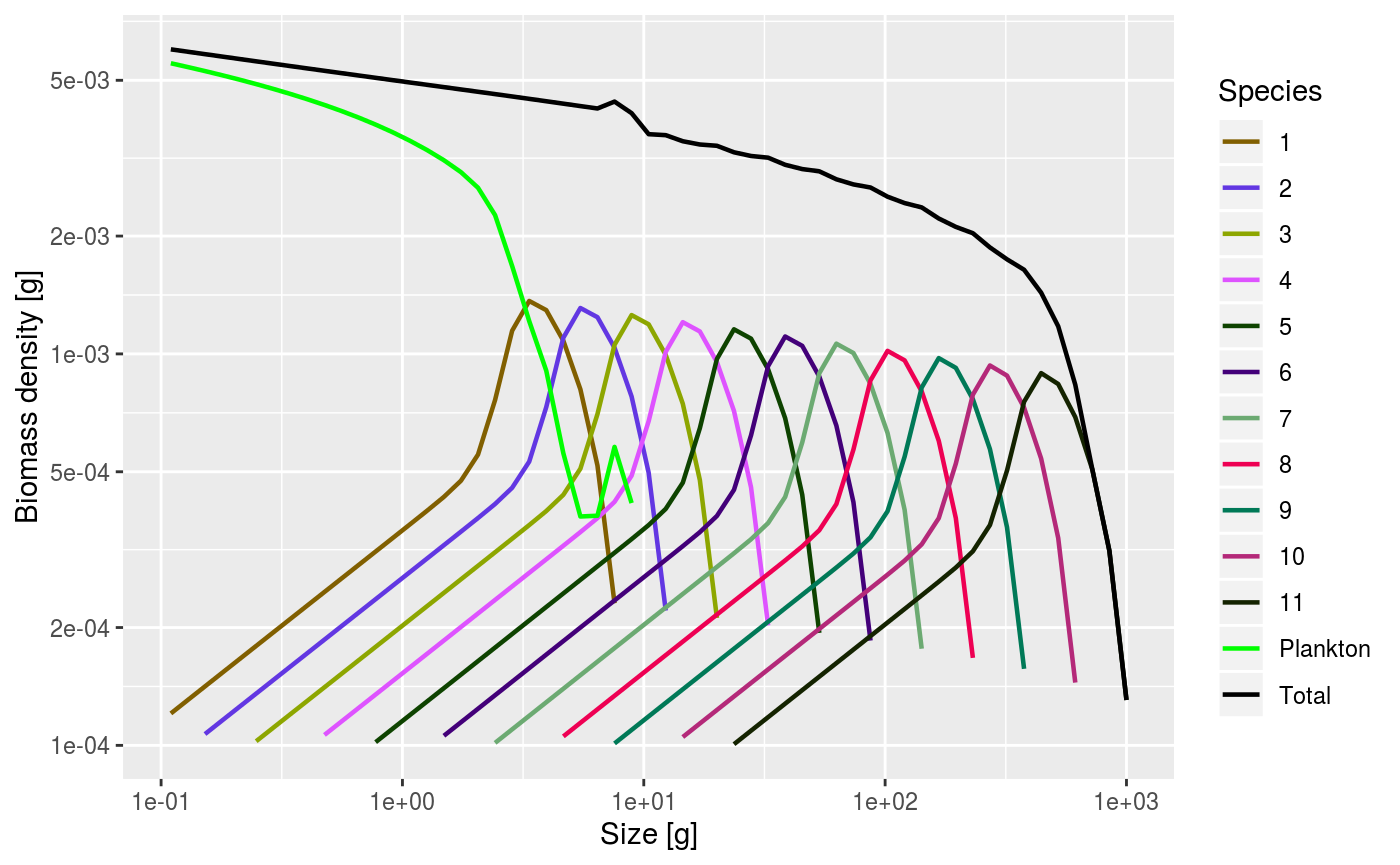 Biomass density [g]
5e-03
2e-03
1e-03
5e-04
2e-04
1e-04
1e-01
1e+00
1e+01
1e+02
1e+03
Size [g]
Species
1
2
3
4
5
6
7
8
9
10
11
Plankton
Total